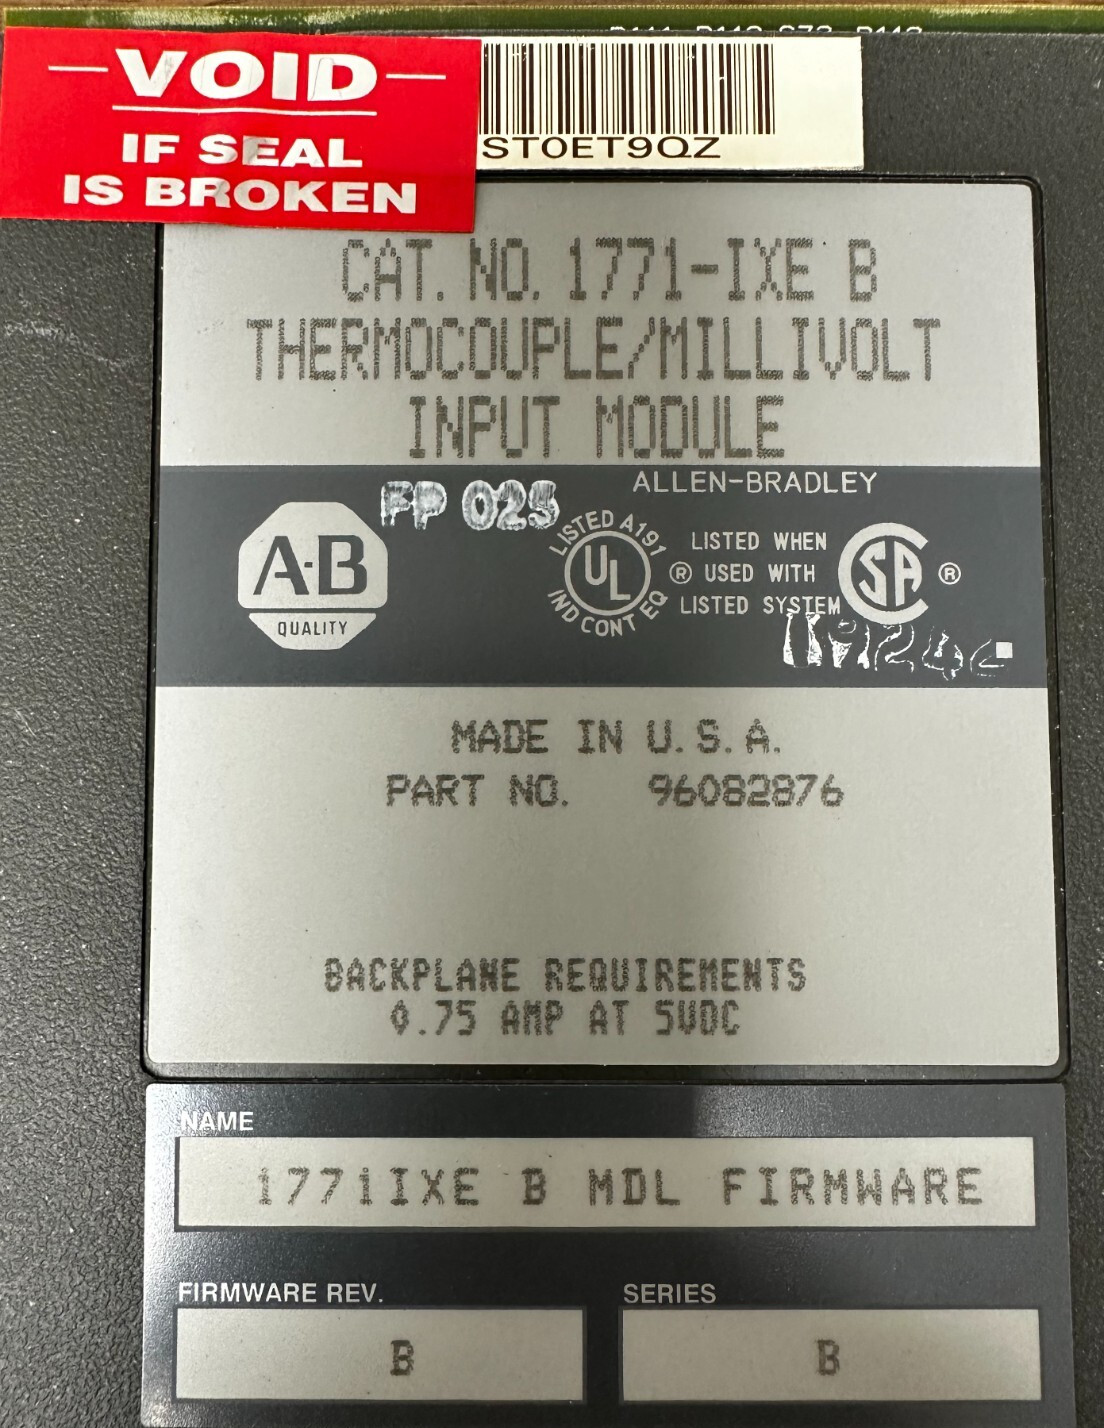 VOID
IF SEAL
IS BROKEN
STOET9QZ
CAT. NO. 1771-IXE B
THERMOCOUPLE/MILLIVOLT
INPUT MODULE
FP 025
ALLEN-BRADLEY
A·B
QUALITY
LISTED A191
UL
IND CONT EQ
®
LISTED WHEN
USED WITH
LISTED SYSTEM
SA ®
MADE IN U.S.A.
PART NO. 96082876
BACKPLANE REQUIREMENTS
0.75 AMP AT 5VDC
NAME
1771IXE B MDL FIRMWARE
FIRMWARE REV.
B
SERIES
B